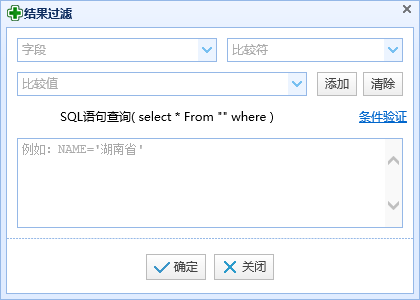 结果过滤
字段 比较符
比较值 添加 清除
SQL语句查询( select * From "" where ) 条件验证
例如: NAME='湖南省'
确定 关闭